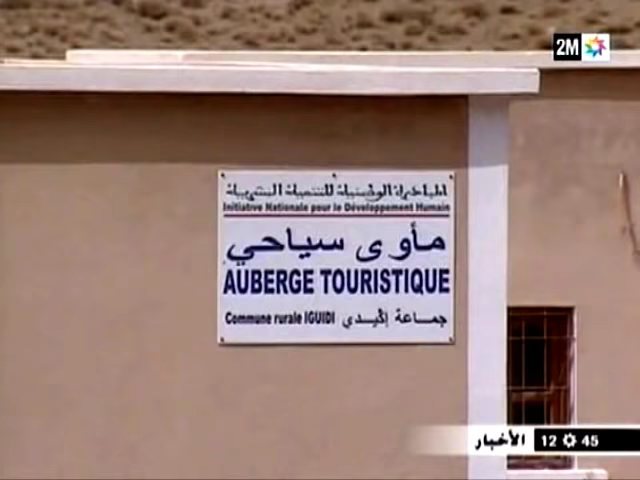 2M
المبادرة الوطنية للتنمية البشرية
Initiative Nationale pour le Développement Humain
مأوى سياحي
AUBERGE TOURISTIQUE
Commune rurale IGUIDI جماعة إڭيدي
الأخبار 12 45